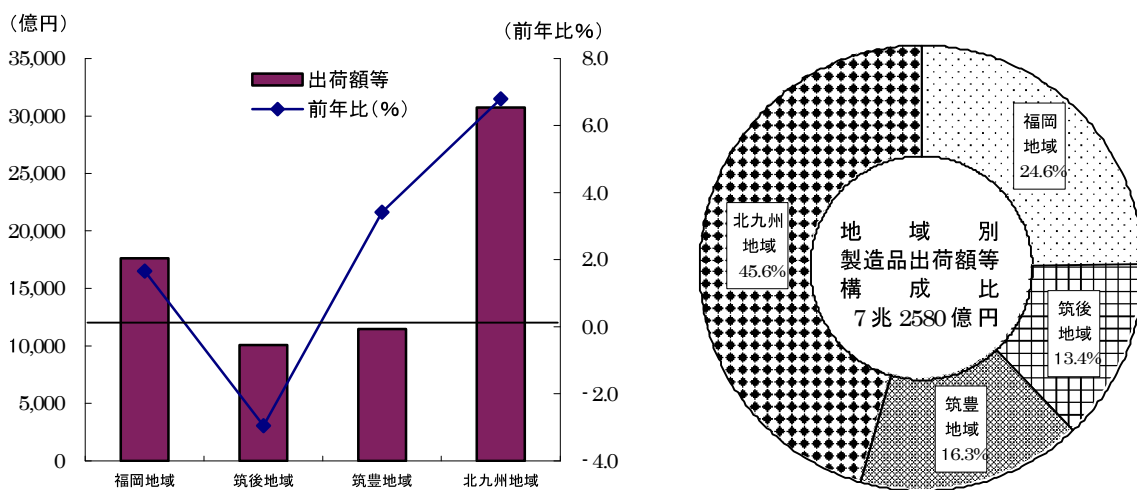 (億円)
(前年比%)
35,000
30,000
25,000
20,000
15,000
10,000
5,000
0
出荷額等
前年比(%)
8.0
6.0
4.0
2.0
0.0
-2.0
-4.0
福岡地域
筑後地域
筑豊地域
北九州地域
福岡
地域
24.6%
筑後
地域
13.4%
筑豊
地域
16.3%
北九州
地域
45.6%
地域別
製造品出荷額等
構成比
7兆2580億円